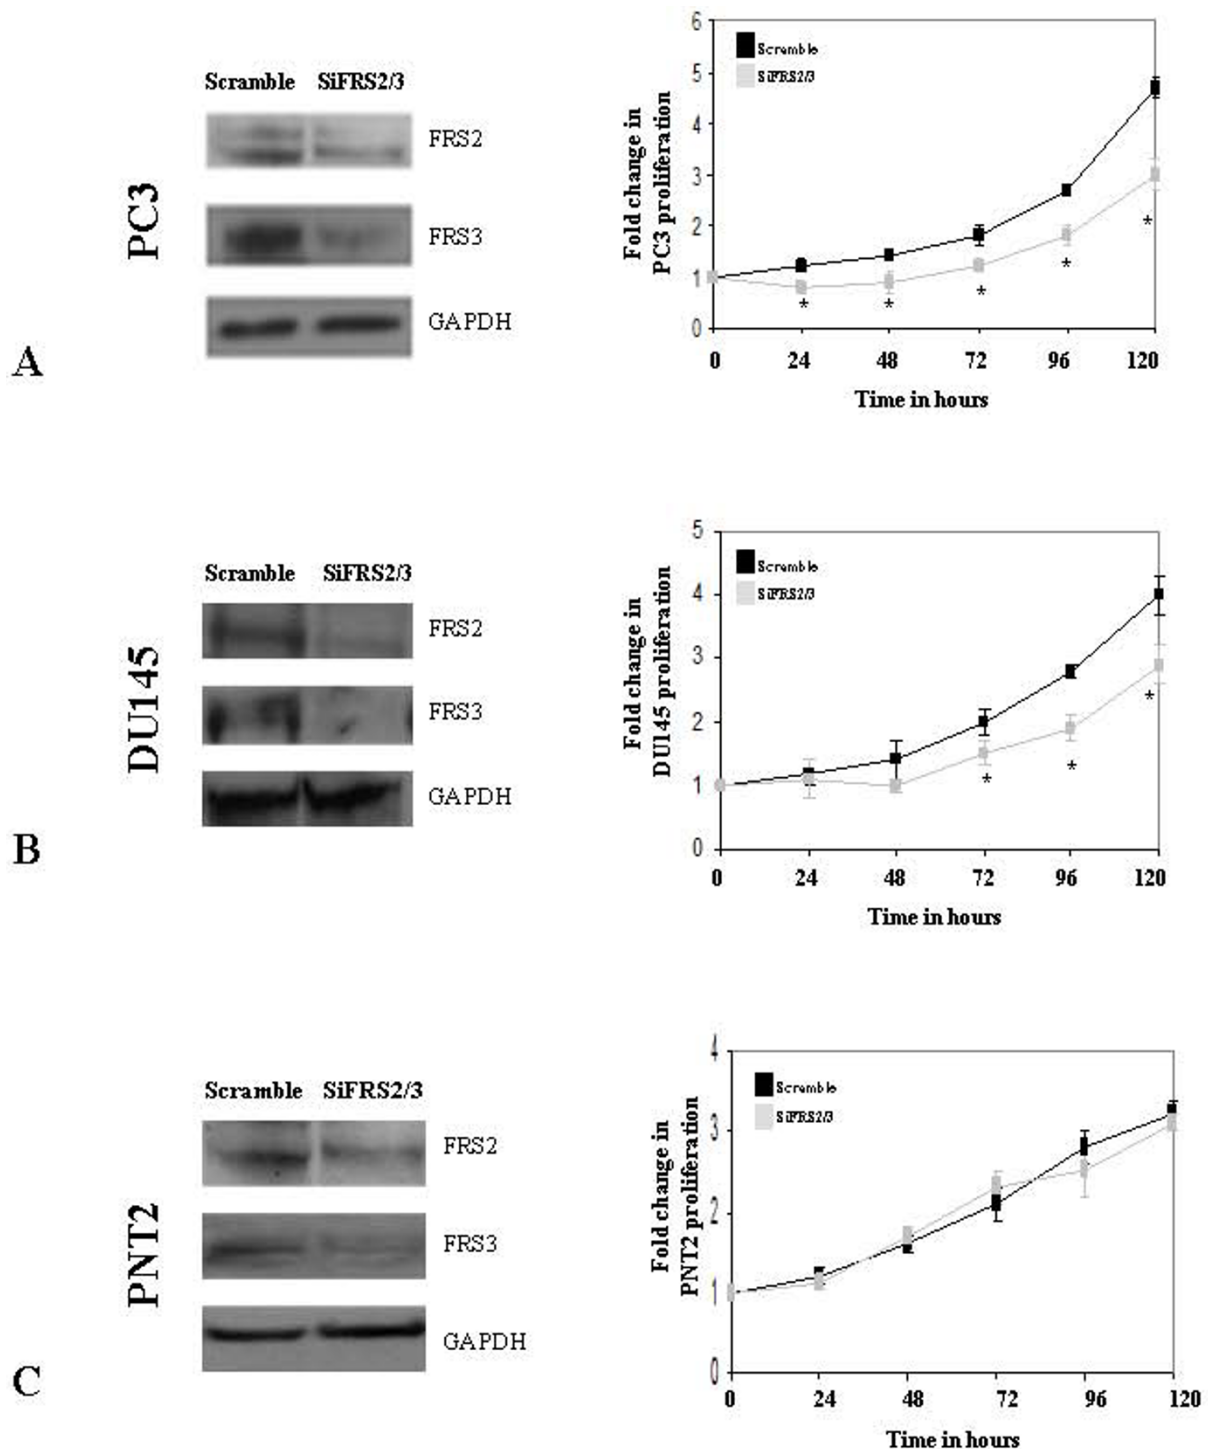 Scramble SiFRS2/3
FRS2
FRS3
GAPDH
PC3
A
6
5
4
3
2
1
0
Scramble
SiFRS2/3
Fold change in
PC3 proliferation
* * * * *
0 24 48 72 96 120
Time in hours
Scramble SiFRS2/3
FRS2
FRS3
GAPDH
DU145
B
5
4
3
2
1
0
Scramble
SiFRS2/3
Fold change in
DU145 proliferation
* * *
0 24 48 72 96 120
Time in hours
Scramble SiFRS2/3
FRS2
FRS3
GAPDH
PNT2
C
4
3
2
1
0
Scramble
SiFRS2/3
Fold change in
PNT2 proliferation
0 24 48 72 96 120
Time in hours